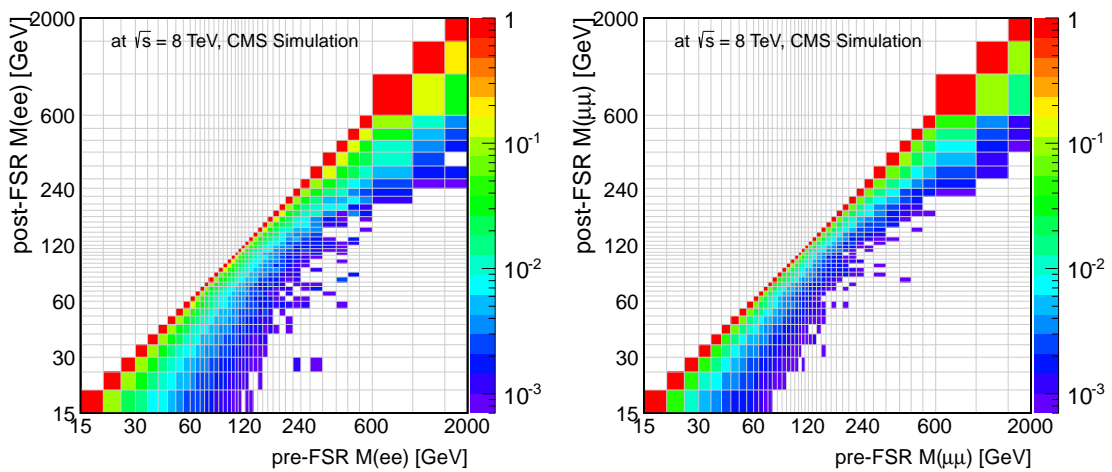 at √s = 8 TeV, CMS Simulation
post-FSR M(ee) [GeV]
2000
600
240
120
60
30
15
15 30 60 120 240 600 2000
pre-FSR M(ee) [GeV]
1
10⁻¹
10⁻²
10⁻³
at √s = 8 TeV, CMS Simulation
post-FSR M(μμ) [GeV]
2000
600
240
120
60
30
15
15 30 60 120 240 600 2000
pre-FSR M(μμ) [GeV]
1
10⁻¹
10⁻²
10⁻³